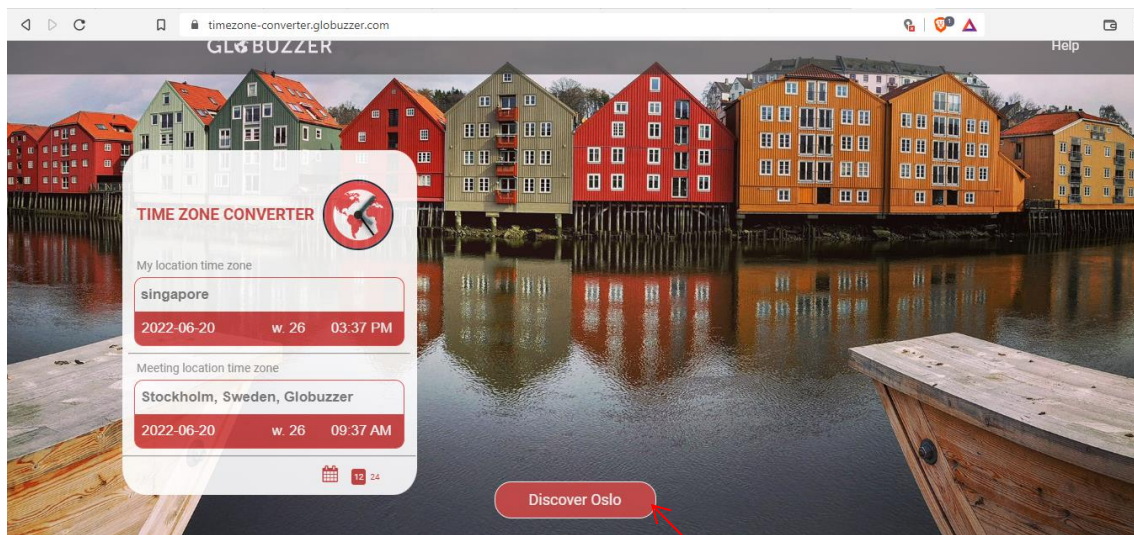 timezone-converter.globuzzer.com
GLOBUZZER
Help
TIME ZONE CONVERTER
My location time zone
singapore
2022-06-20 w. 26 03:37 PM
Meeting location time zone
Stockholm, Sweden, Globuzzer
2022-06-20 w. 26 09:37 AM
12 24
Discover Oslo